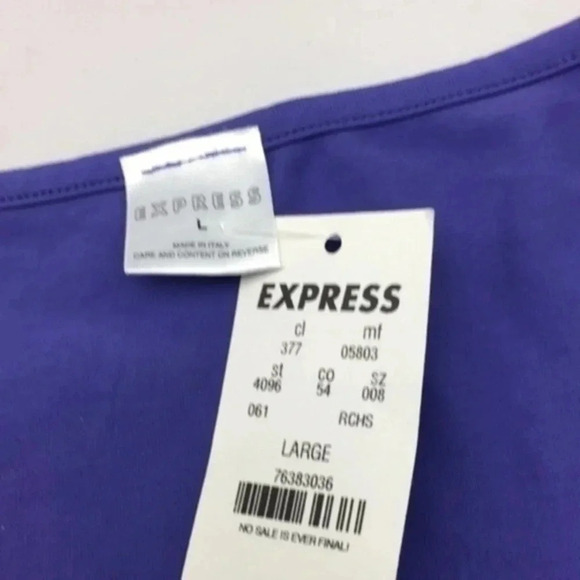 EXPRESS
L
MADE IN ITALY
CARE AND CONTENT ON REVERSE
EXPRESS
cl mf
377 05803
st co sz
4096 54 008
061 RCHS
LARGE
76383036
NO SALE IS EVER FINAL!